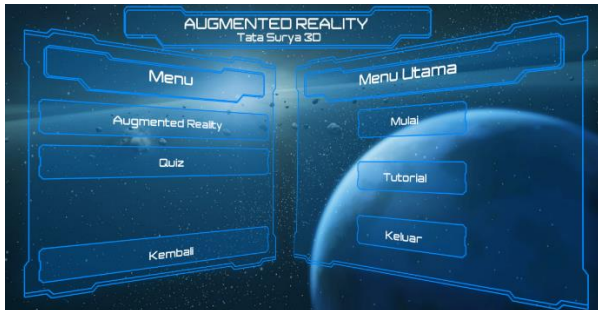 AUGMENTED REALITY
Tata Surya 3D
Menu
Augmented Reality
Quiz
Kembali
Menu Utama
Mulai
Tutorial
Keluar